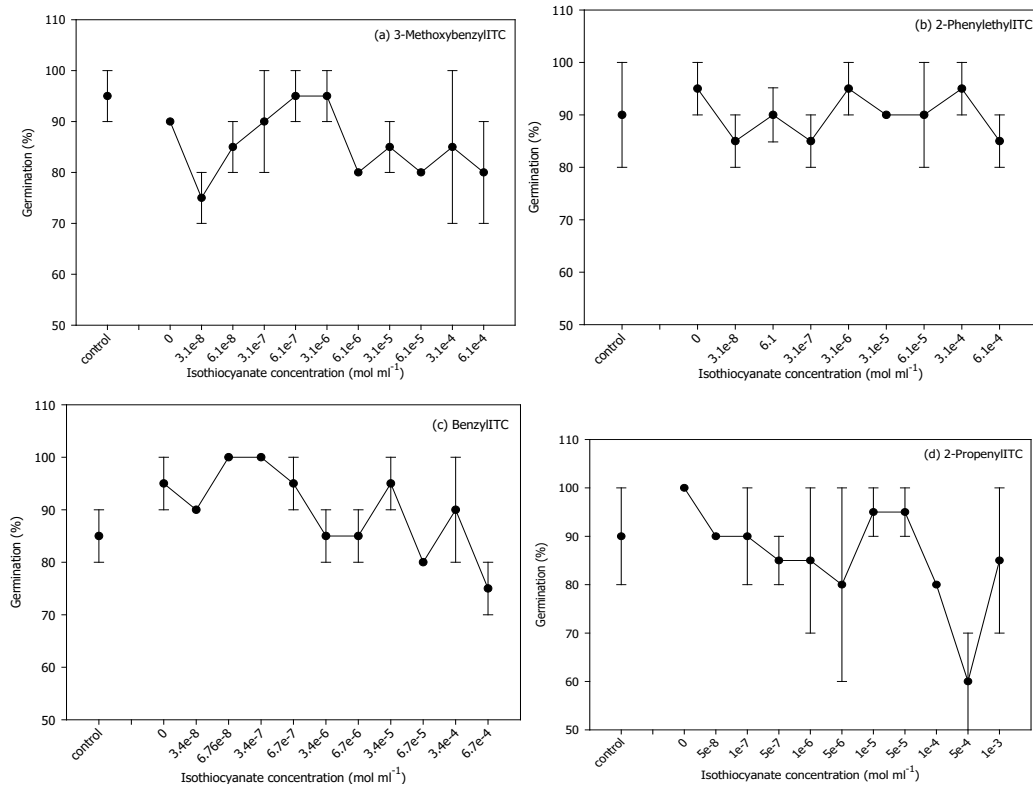 (a) 3-MethoxybenzylITC
110
100
90
80
70
60
50
Germination (%)
control
0
3.1e-8
6.1e-8
3.1e-7
6.1e-7
3.1e-6
6.1e-6
3.1e-5
6.1e-5
3.1e-4
6.1e-4
Isothiocyanate concentration (mol ml⁻¹)
(b) 2-PhenylethylITC
110
100
90
80
70
60
50
Germination (%)
control
0
3.1e-8
6.1
3.1e-7
3.1e-6
3.1e-5
6.1e-5
3.1e-4
6.1e-4
Isothiocyanate concentration (mol ml⁻¹)
(c) BenzylITC
110
100
90
80
70
60
50
Germination (%)
control
0
3.4e-8
6.76e-8
3.4e-7
6.7e-7
3.4e-6
6.7e-6
3.4e-5
6.7e-5
3.4e-4
6.7e-4
Isothiocyanate concentration (mol ml⁻¹)
(d) 2-PropenylITC
110
100
90
80
70
60
50
Germination (%)
control
0
5e-8
1e-7
5e-7
1e-6
5e-6
1e-5
5e-5
1e-4
5e-4
1e-3
Isothiocyanate concentration (mol ml⁻¹)